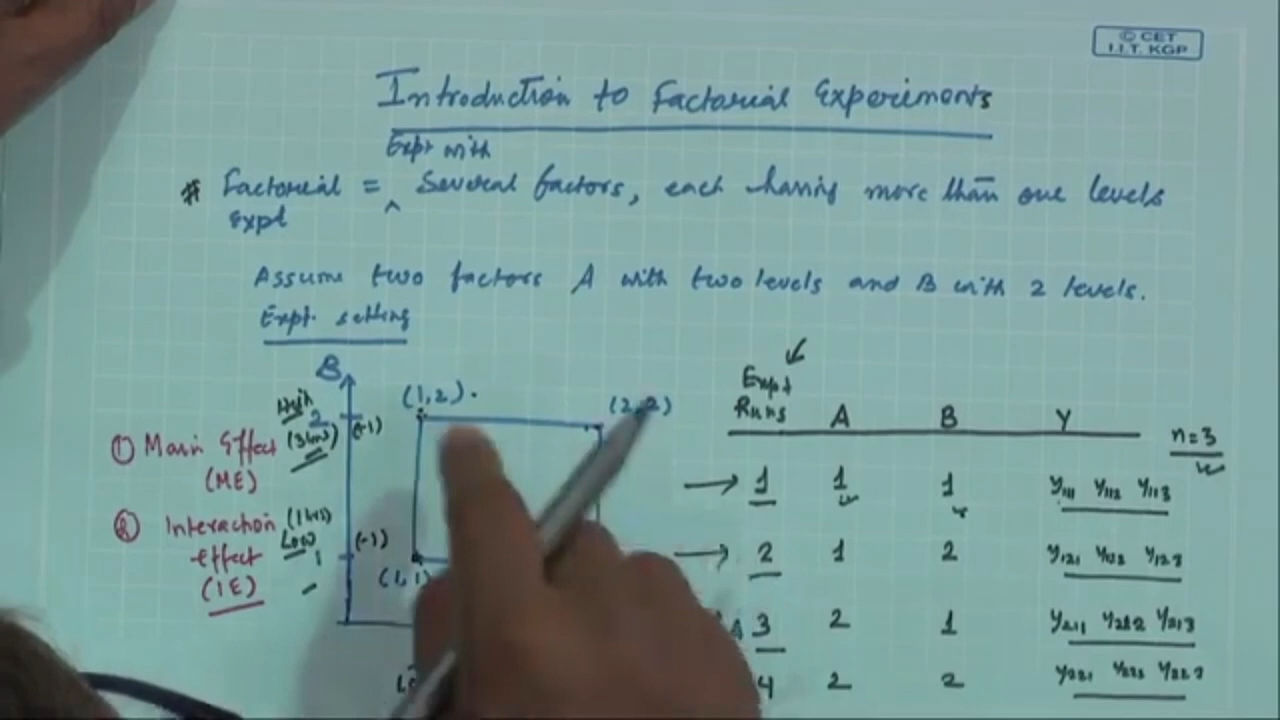 © CET
I.I.T. KGP
Introduction to Factorial Experiments
Expt with
# Factorial = ^ Several factors, each having more than one levels
Expt
Assume two factors A with two levels and B with 2 levels.
Expt. setting
B
High
2
(3 hrs)
(-1)
(1,2).
(2,2)
① Main Effect
(ME)
② Interaction
effect
(IE)
(1 hrs)
Low
1
(-1)
(1,1)
Expt
Runs A B Y
n=3
1 1 1 y111 y112 y113
2 1 2 y121 y122 y123
3 2 1 y211 y212 y213
4 2 2 y221 y222 y223